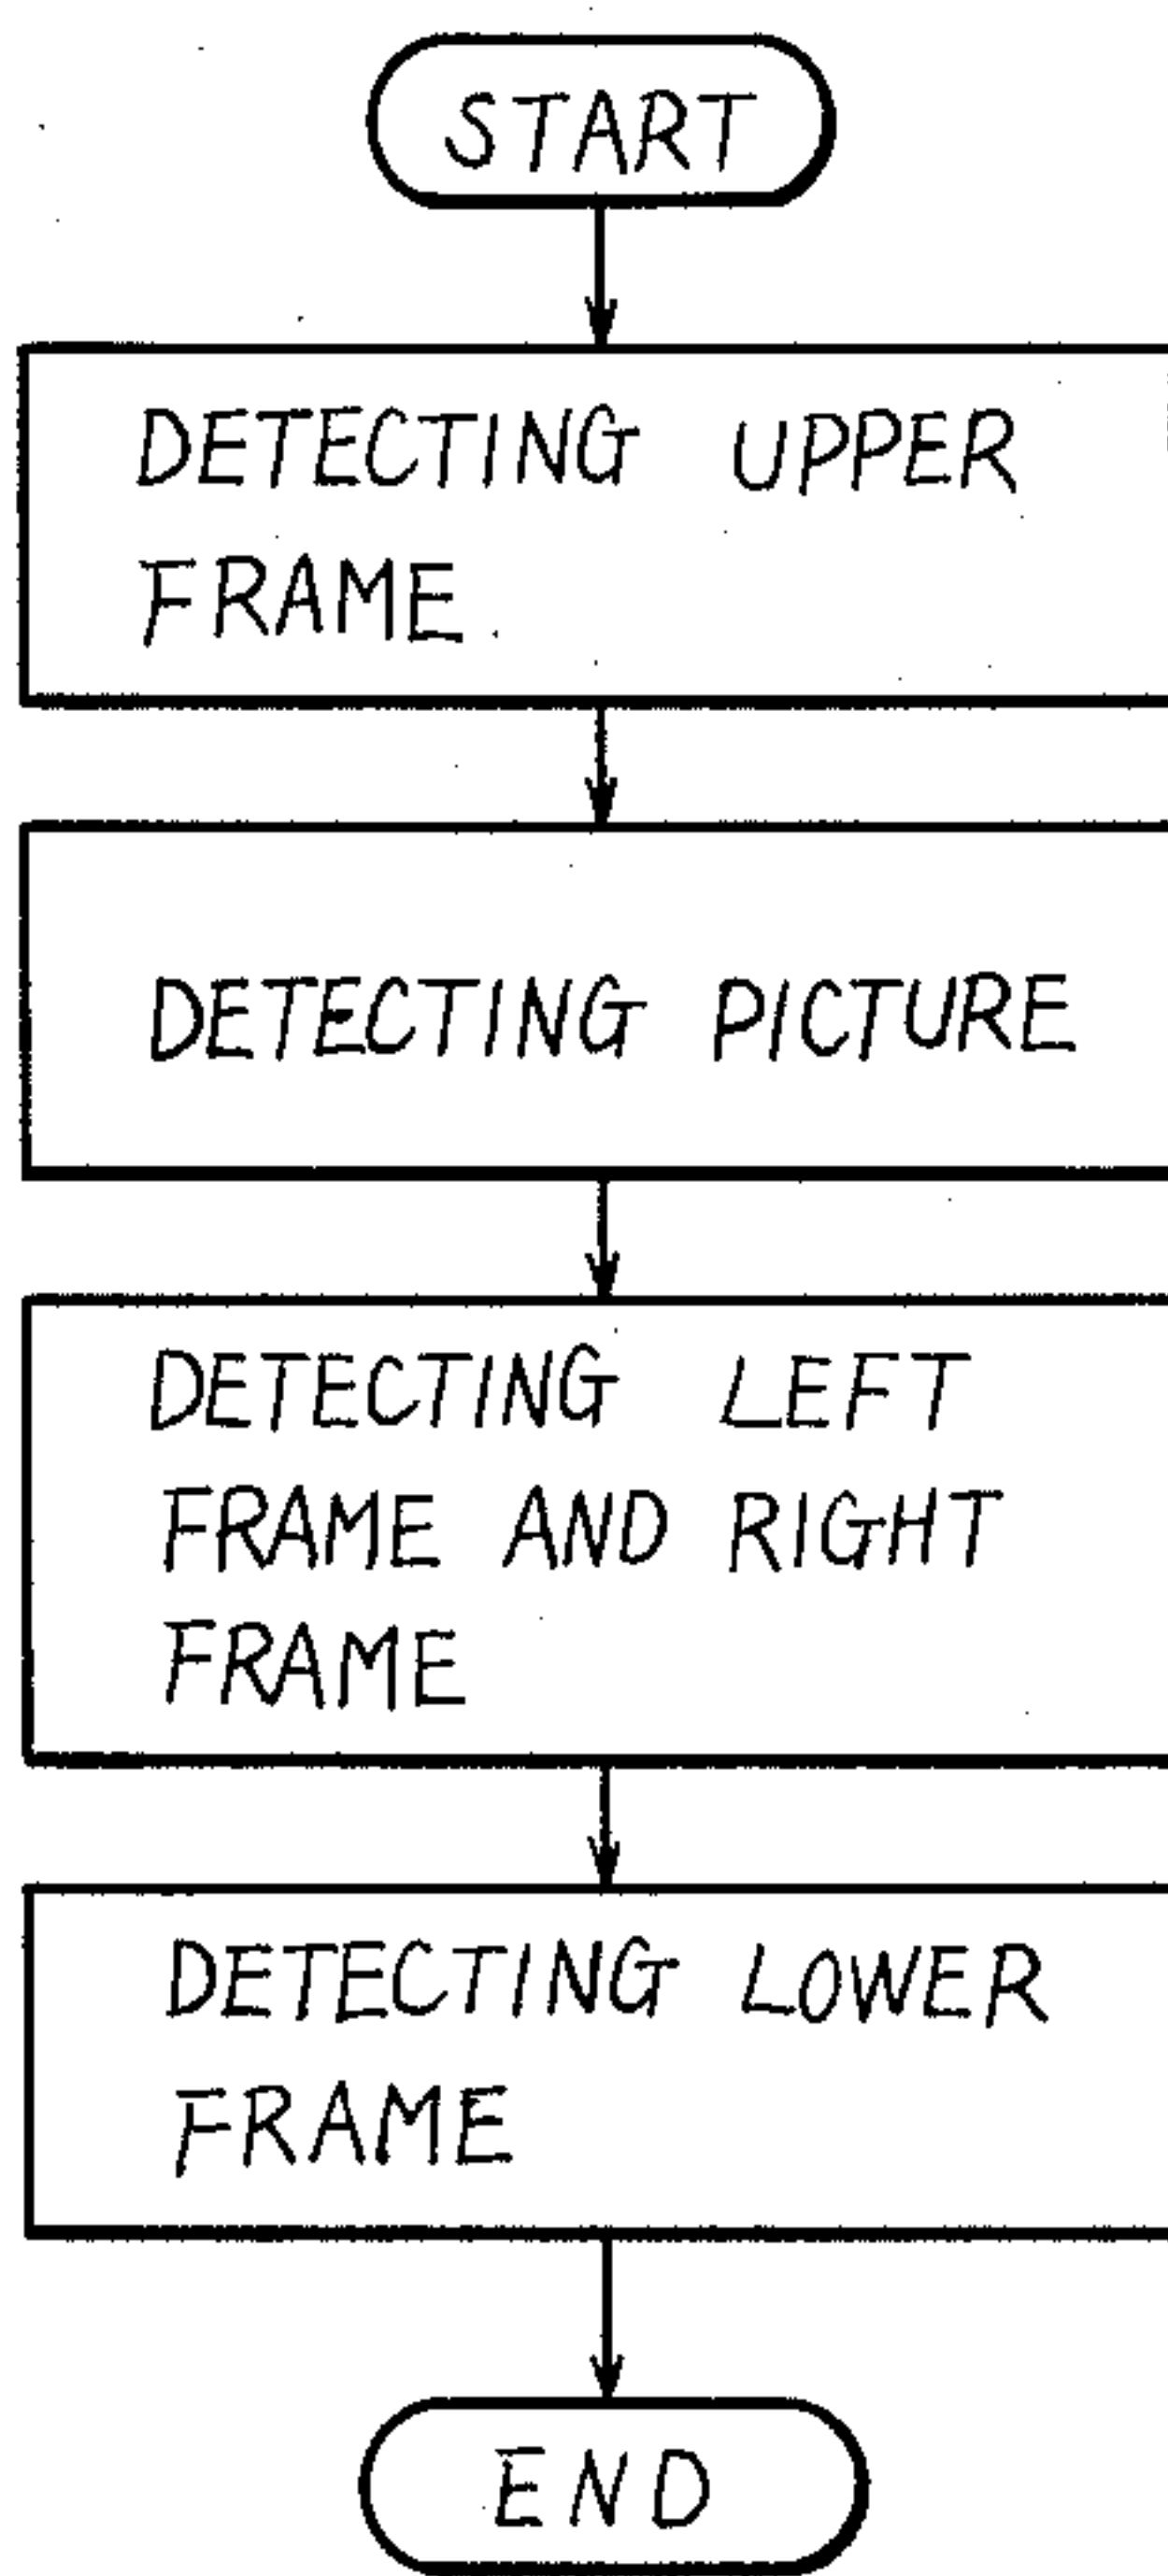 START
DETECTING UPPER
FRAME
DETECTING PICTURE
DETECTING LEFT
FRAME AND RIGHT
FRAME
DETECTING LOWER
FRAME
END